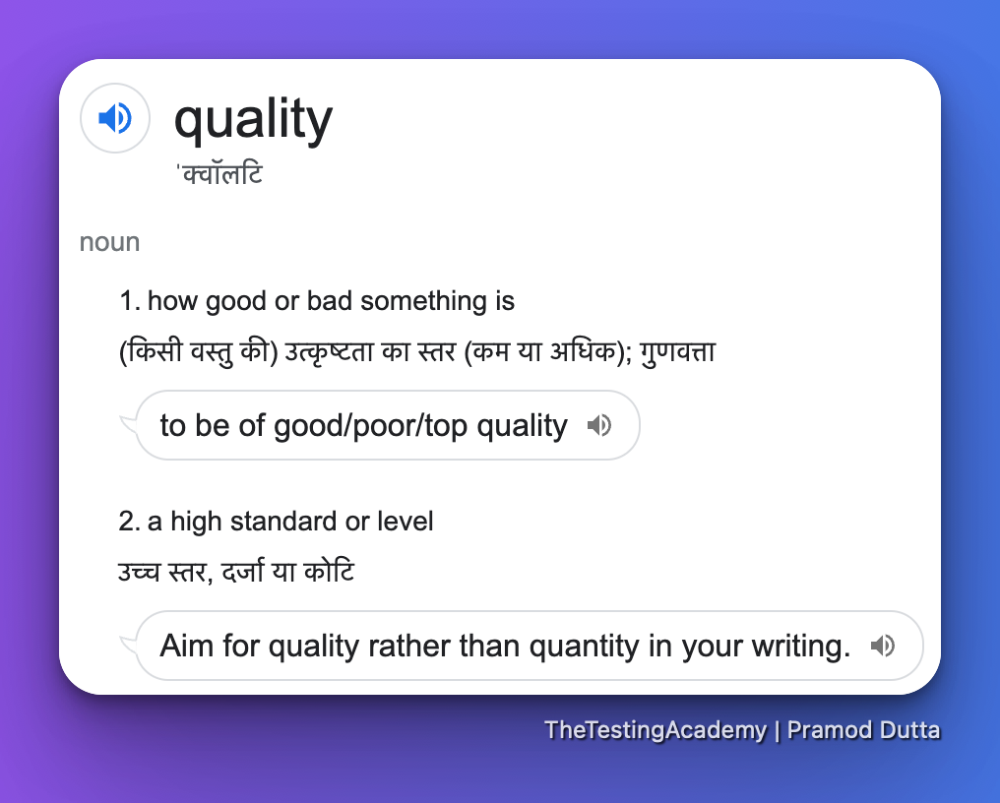 quality
ˈक्वॉलटि
noun
1. how good or bad something is
(किसी वस्तु की) उत्कृष्टता का स्तर (कम या अधिक); गुणवत्ता
to be of good/poor/top quality
2. a high standard or level
उच्च स्तर, दर्जा या कोटि
Aim for quality rather than quantity in your writing.
TheTestingAcademy | Pramod Dutta